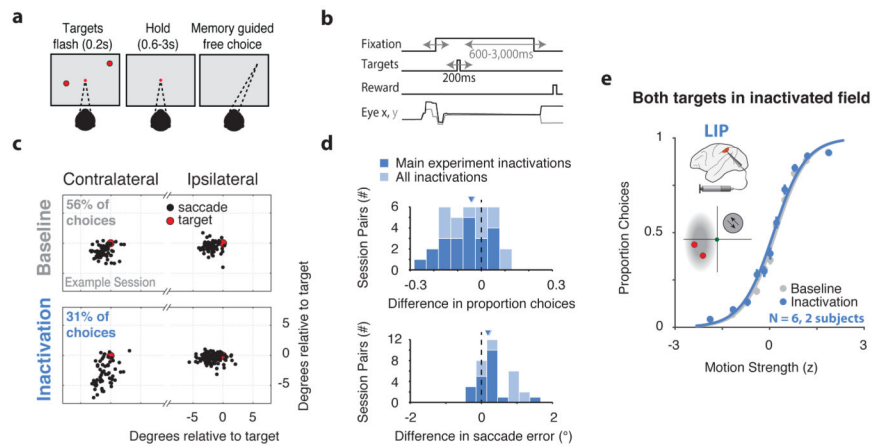 a
Targets
flash (0.2s)
Hold
(0.6-3s)
Memory guided
free choice
b
Fixation
600-3,000ms
Targets
200ms
Reward
Eye x, y
c
Contralateral
Ipsilateral
Baseline
56% of
choices
saccade
target
Example Session
Inactivation
31% of
choices
5
0
-5
Degrees relative to target
-5 0 5
Degrees relative to target
d
Main experiment inactivations
All inactivations
Session Pairs (#)
6
4
2
0
-0.3 0 0.3
Difference in proportion choices
Session Pairs (#)
12
8
4
0
-2 0 2
Difference in saccade error (°)
e
Both targets in inactivated field
LIP
Proportion Choices
1
0.5
0
Baseline
Inactivation
N = 6, 2 subjects
-3 0 3
Motion Strength (z)